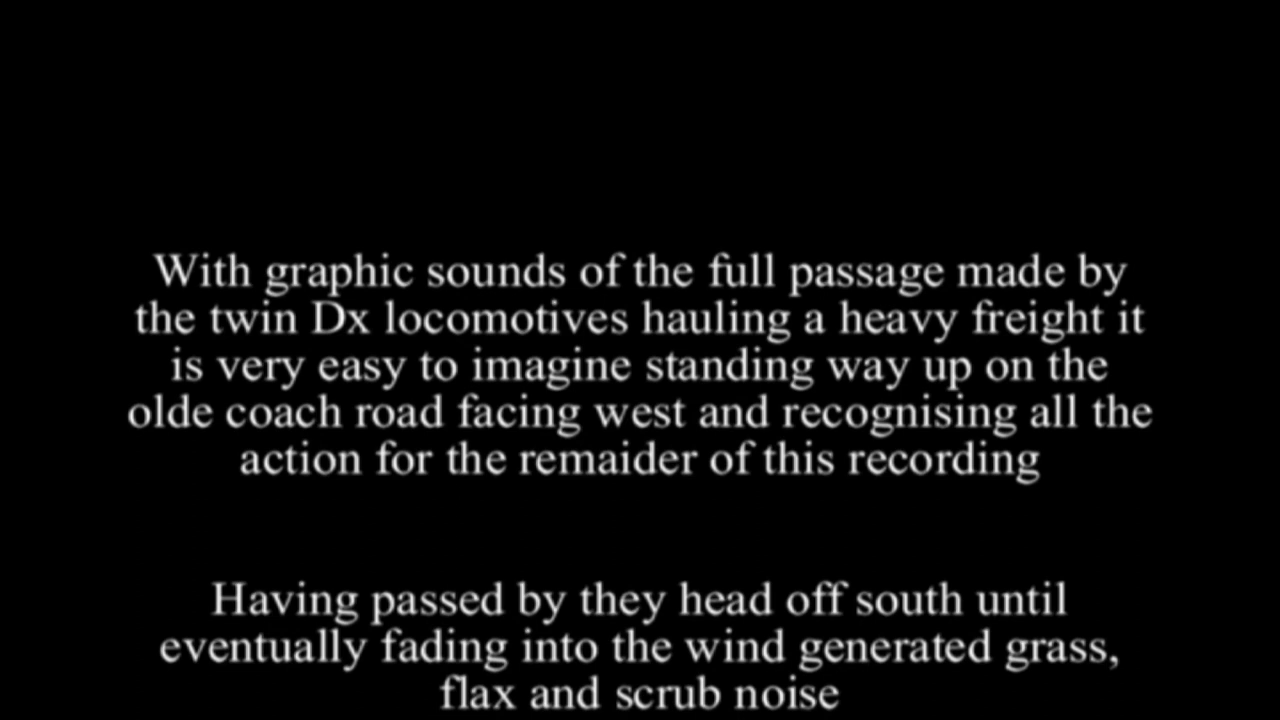 With graphic sounds of the full passage made by
the twin Dx locomotives hauling a heavy freight it
is very easy to imagine standing way up on the
olde coach road facing west and recognising all the
action for the remaider of this recording
Having passed by they head off south until
eventually fading into the wind generated grass,
flax and scrub noise